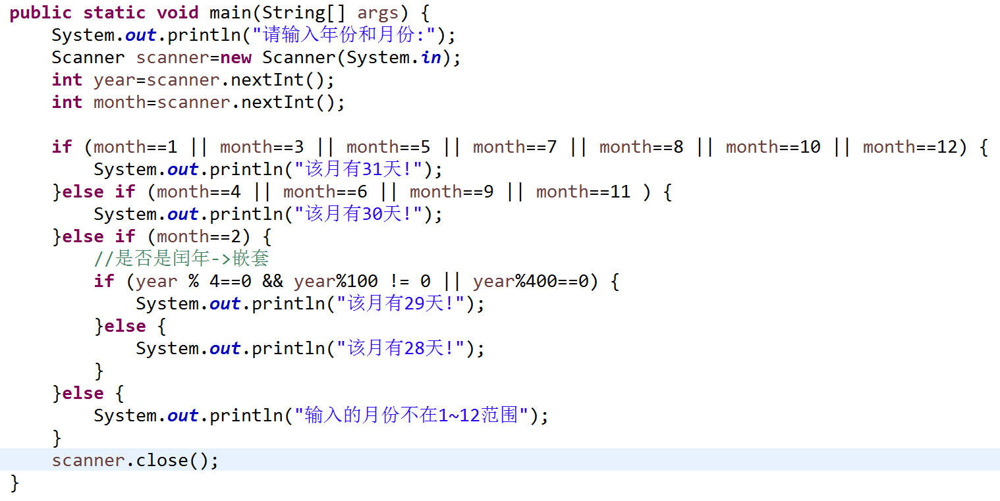 public static void main(String[] args) {
    System.out.println("请输入年份和月份:");
    Scanner scanner=new Scanner(System.in);
    int year=scanner.nextInt();
    int month=scanner.nextInt();

    if (month==1 || month==3 || month==5 || month==7 || month==8 || month==10 || month==12) {
        System.out.println("该月有31天!");
    }else if (month==4 || month==6 || month==9 || month==11 ) {
        System.out.println("该月有30天!");
    }else if (month==2) {
        //是否是闰年->嵌套
        if (year % 4==0 && year%100 != 0 || year%400==0) {
            System.out.println("该月有29天!");
        }else {
            System.out.println("该月有28天!");
        }
    }else {
        System.out.println("输入的月份不在1~12范围");
    }
    scanner.close();
}